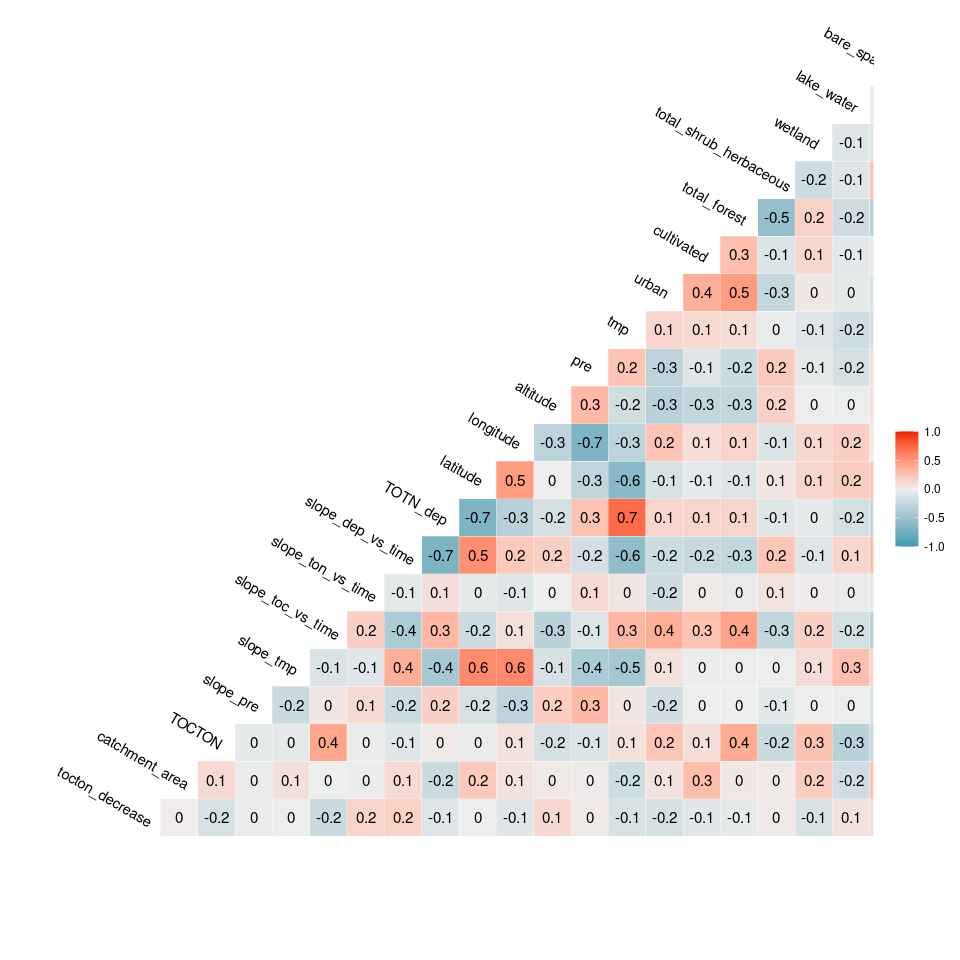 bare_spa
lake_water
wetland -0.1
total_shrub_herbaceous -0.2 -0.1
total_forest -0.5 0.2 -0.2
cultivated 0.3 -0.1 0.1 -0.1
urban 0.4 0.5 -0.3 0 0
tmp 0.1 0.1 0.1 0 -0.1 -0.2
pre 0.2 -0.3 -0.1 -0.2 0.2 -0.1 -0.2
altitude 0.3 -0.2 -0.3 -0.3 -0.3 0.2 0 0
longitude -0.3 -0.7 -0.3 0.2 0.1 0.1 -0.1 0.1 0.2
latitude 0.5 0 -0.3 -0.6 -0.1 -0.1 -0.1 0.1 0.1 0.2
TOTN_dep -0.7 -0.3 -0.2 0.3 0.7 0.1 0.1 0.1 -0.1 0 -0.2
slope_dep_vs_time -0.7 0.5 0.2 0.2 -0.2 -0.6 -0.2 -0.2 -0.3 0.2 -0.1 0.1
slope_ton_vs_time -0.1 0.1 0 -0.1 0 0.1 0 -0.2 0 0 0.1 0 0
slope_toc_vs_time 0.2 -0.4 0.3 -0.2 0.1 -0.3 -0.1 0.3 0.4 0.3 0.4 -0.3 0.2 -0.2
slope_tmp -0.1 -0.1 0.4 -0.4 0.6 0.6 -0.1 -0.4 -0.5 0.1 0 0 0 0.1 0.3
slope_pre -0.2 0 0.1 -0.2 0.2 -0.2 -0.3 0.2 0.3 0 -0.2 0 0 -0.1 0 0
TOCTON 0 0 0.4 0 -0.1 0 0 0.1 -0.2 -0.1 0.1 0.2 0.1 0.4 -0.2 0.3 -0.3
catchment_area 0.1 0 0.1 0 0 0.1 -0.2 0.2 0.1 0 0 -0.2 0.1 0.3 0 0 0.2 -0.2
tocton_decrease 0 -0.2 0 0 -0.2 0.2 0.2 -0.1 0 -0.1 0.1 0 -0.1 -0.2 -0.1 -0.1 0 -0.1 0.1
1.0
0.5
0.0
-0.5
-1.0